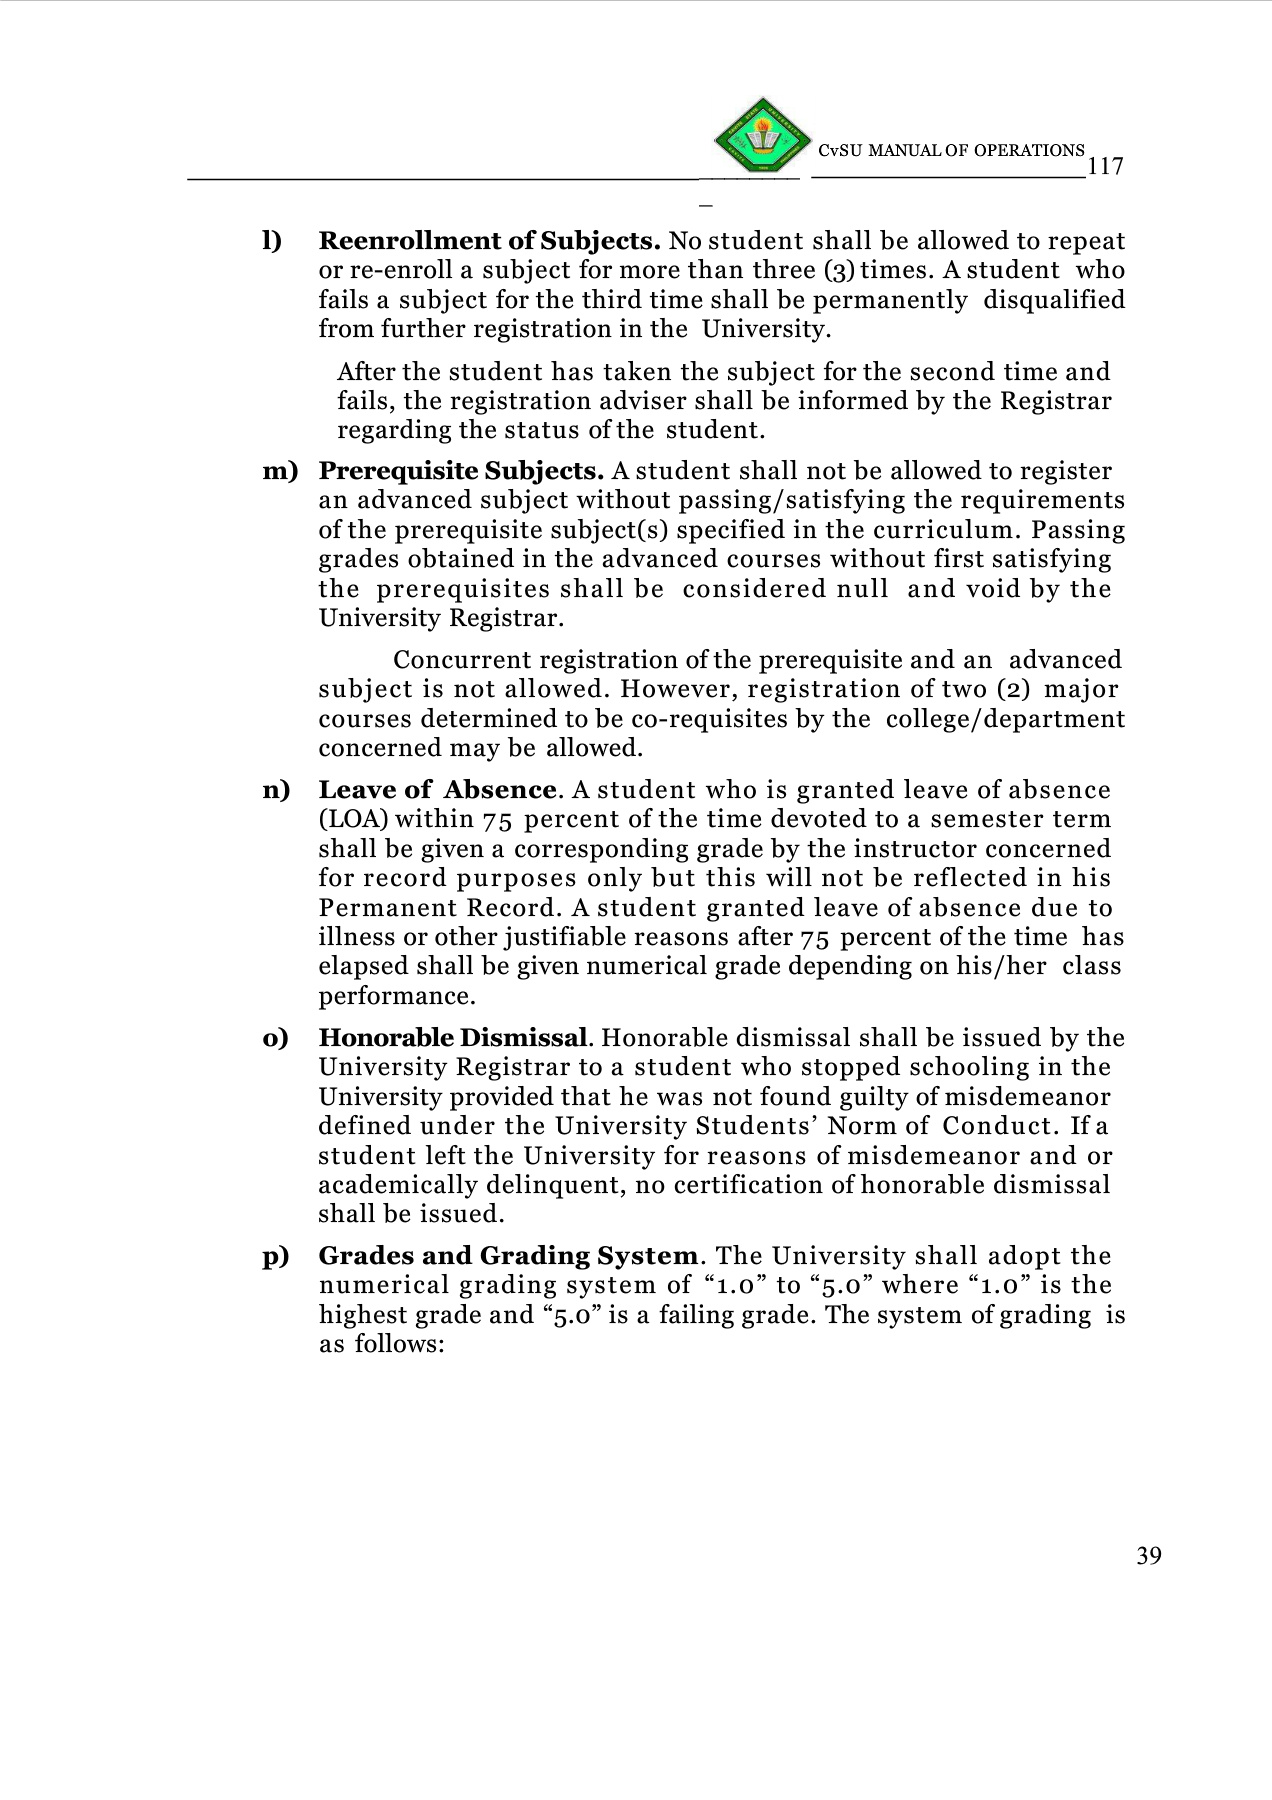 CvSU MANUAL OF OPERATIONS
117
l) Reenrollment of Subjects. No student shall be allowed to repeat
or re-enroll a subject for more than three (3) times. A student who
fails a subject for the third time shall be permanently disqualified
from further registration in the University.
After the student has taken the subject for the second time and
fails, the registration adviser shall be informed by the Registrar
regarding the status of the student.
m) Prerequisite Subjects. A student shall not be allowed to register
an advanced subject without passing/satisfying the requirements
of the prerequisite subject(s) specified in the curriculum. Passing
grades obtained in the advanced courses without first satisfying
the prerequisites shall be considered null and void by the
University Registrar.
Concurrent registration of the prerequisite and an advanced
subject is not allowed. However, registration of two (2) major
courses determined to be co-requisites by the college/department
concerned may be allowed.
n) Leave of Absence. A student who is granted leave of absence
(LOA) within 75 percent of the time devoted to a semester term
shall be given a corresponding grade by the instructor concerned
for record purposes only but this will not be reflected in his
Permanent Record. A student granted leave of absence due to
illness or other justifiable reasons after 75 percent of the time has
elapsed shall be given numerical grade depending on his/her class
performance.
o) Honorable Dismissal. Honorable dismissal shall be issued by the
University Registrar to a student who stopped schooling in the
University provided that he was not found guilty of misdemeanor
defined under the University Students’ Norm of Conduct. If a
student left the University for reasons of misdemeanor and or
academically delinquent, no certification of honorable dismissal
shall be issued.
p) Grades and Grading System. The University shall adopt the
numerical grading system of “1.0” to “5.0” where “1.0” is the
highest grade and “5.0” is a failing grade. The system of grading is
as follows:
39